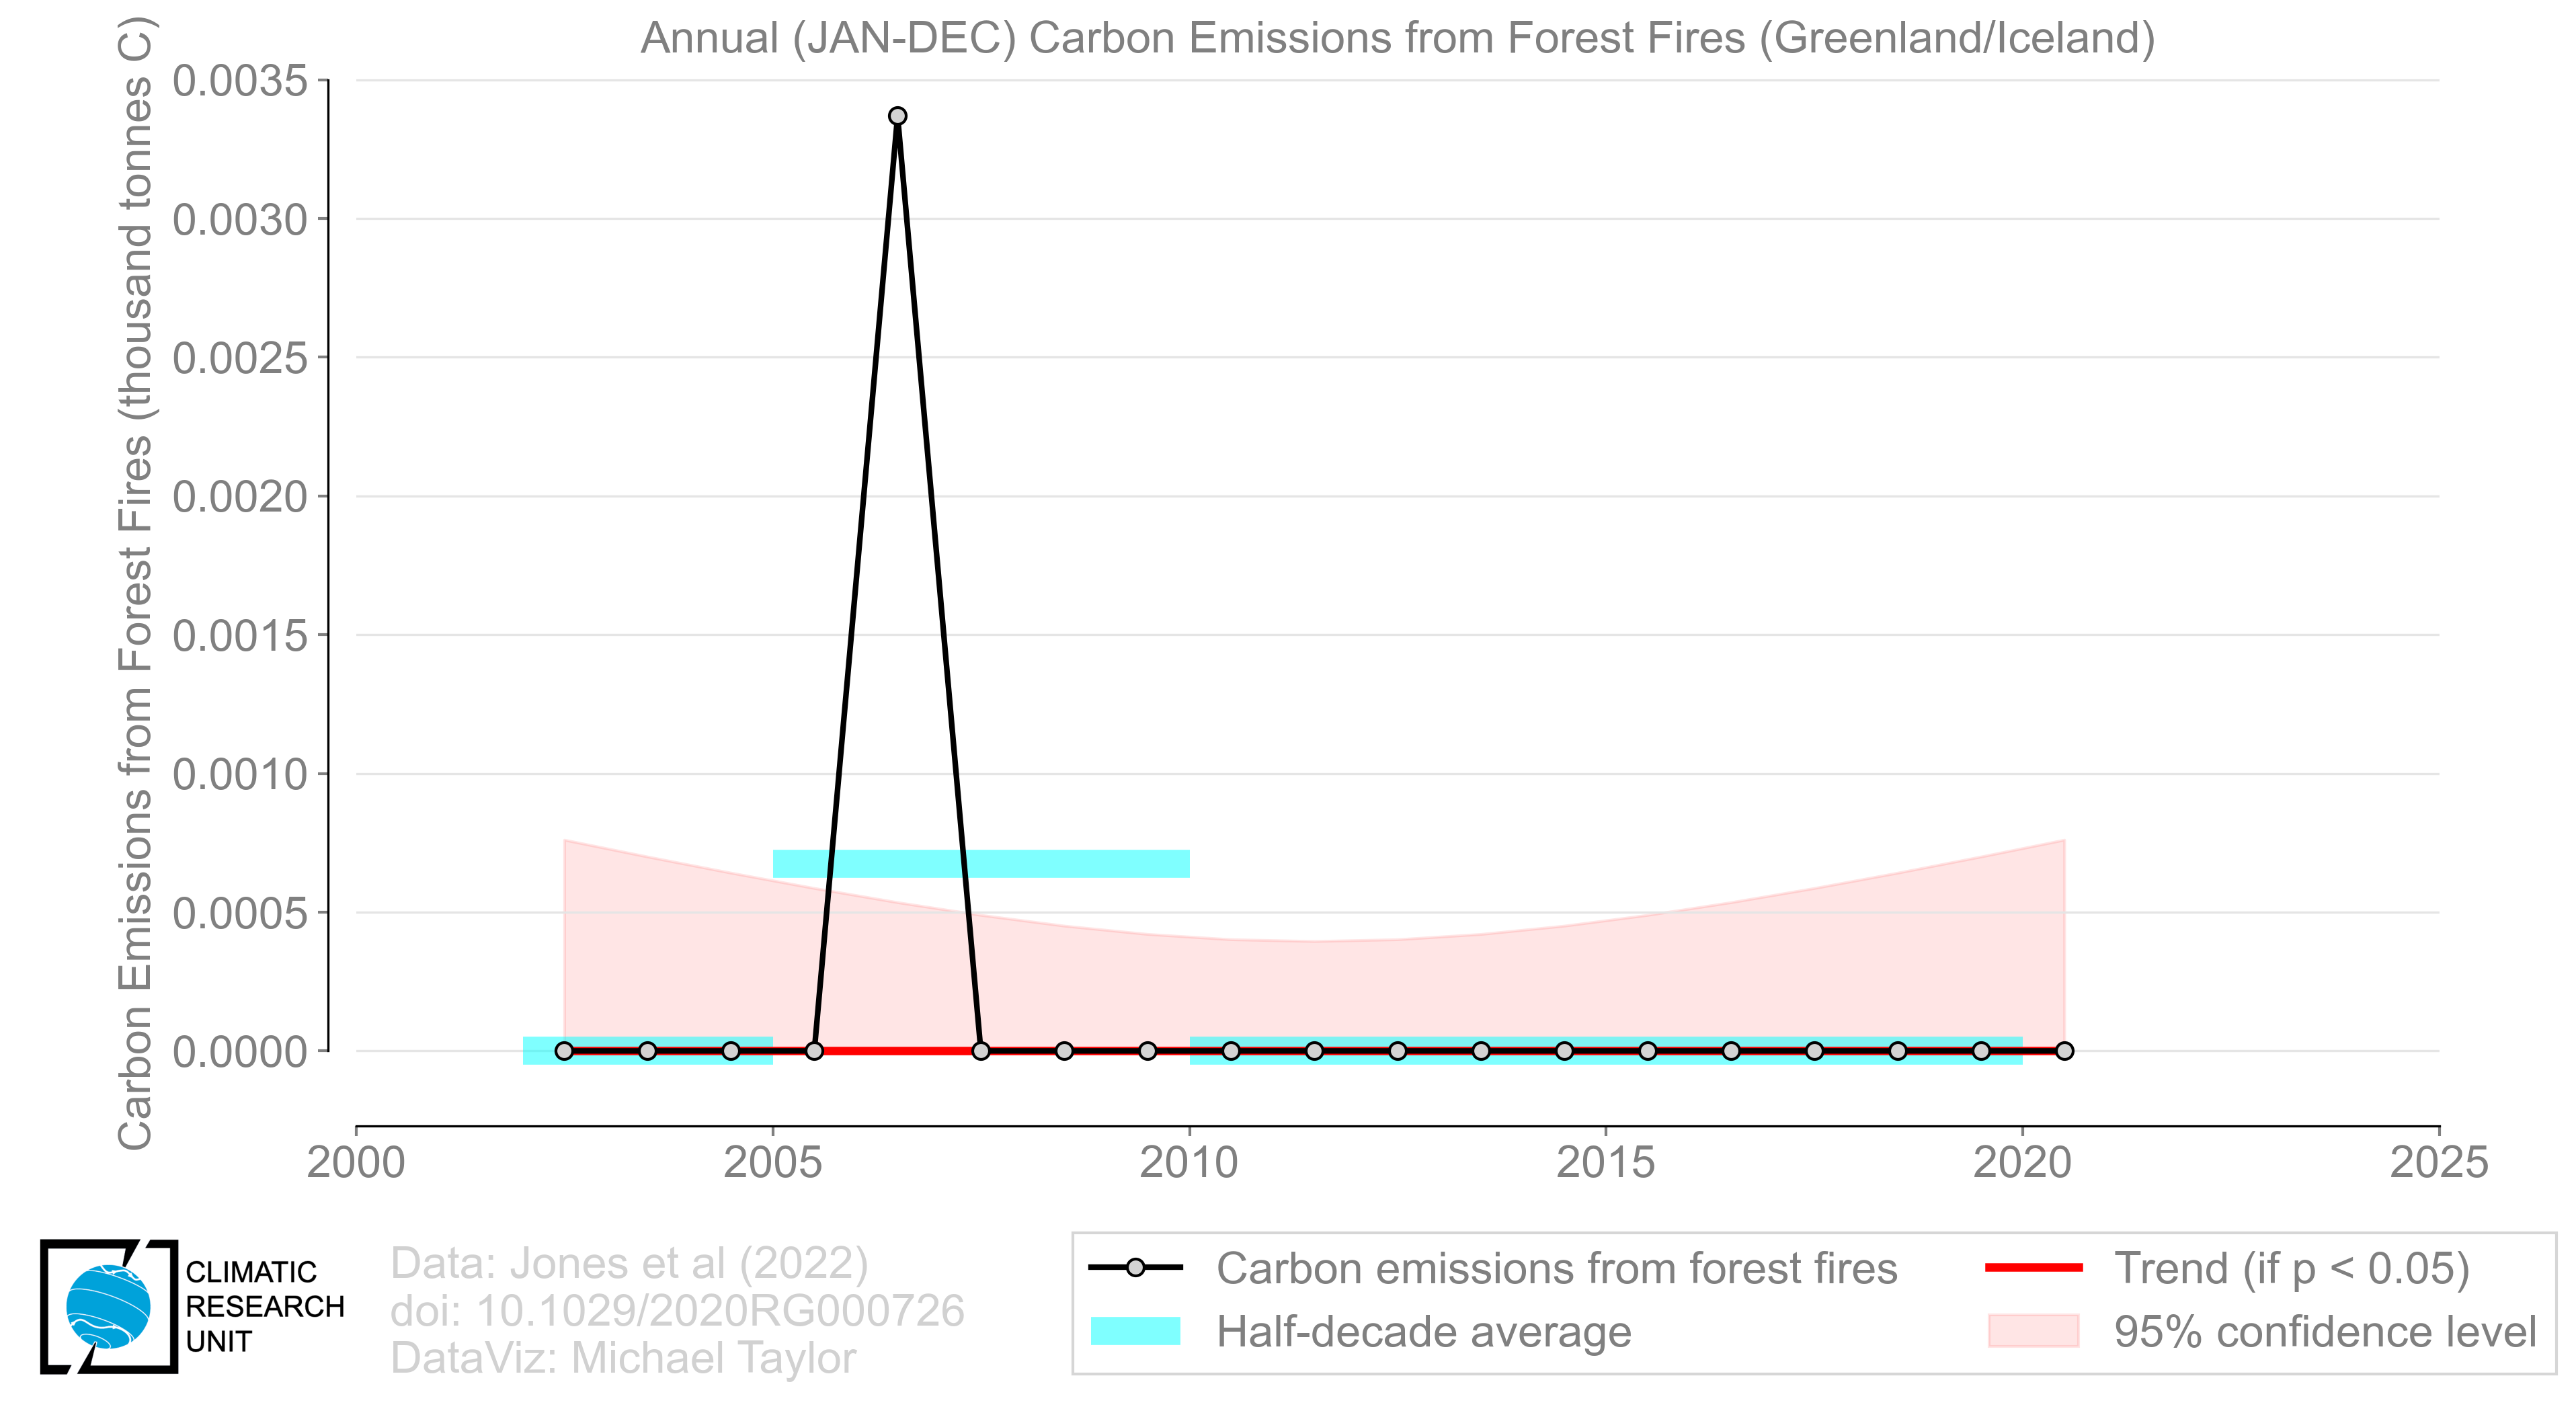 Annual (JAN-DEC) Carbon Emissions from Forest Fires (Greenland/Iceland)
Carbon Emissions from Forest Fires (thousand tonnes C)
0.0035
0.0030
0.0025
0.0020
0.0015
0.0010
0.0005
0.0000
2000 2005 2010 2015 2020 2025
CLIMATIC
RESEARCH
UNIT
Data: Jones et al (2022)
doi: 10.1029/2020RG000726
DataViz: Michael Taylor
Carbon emissions from forest fires
Half-decade average
Trend (if p < 0.05)
95% confidence level